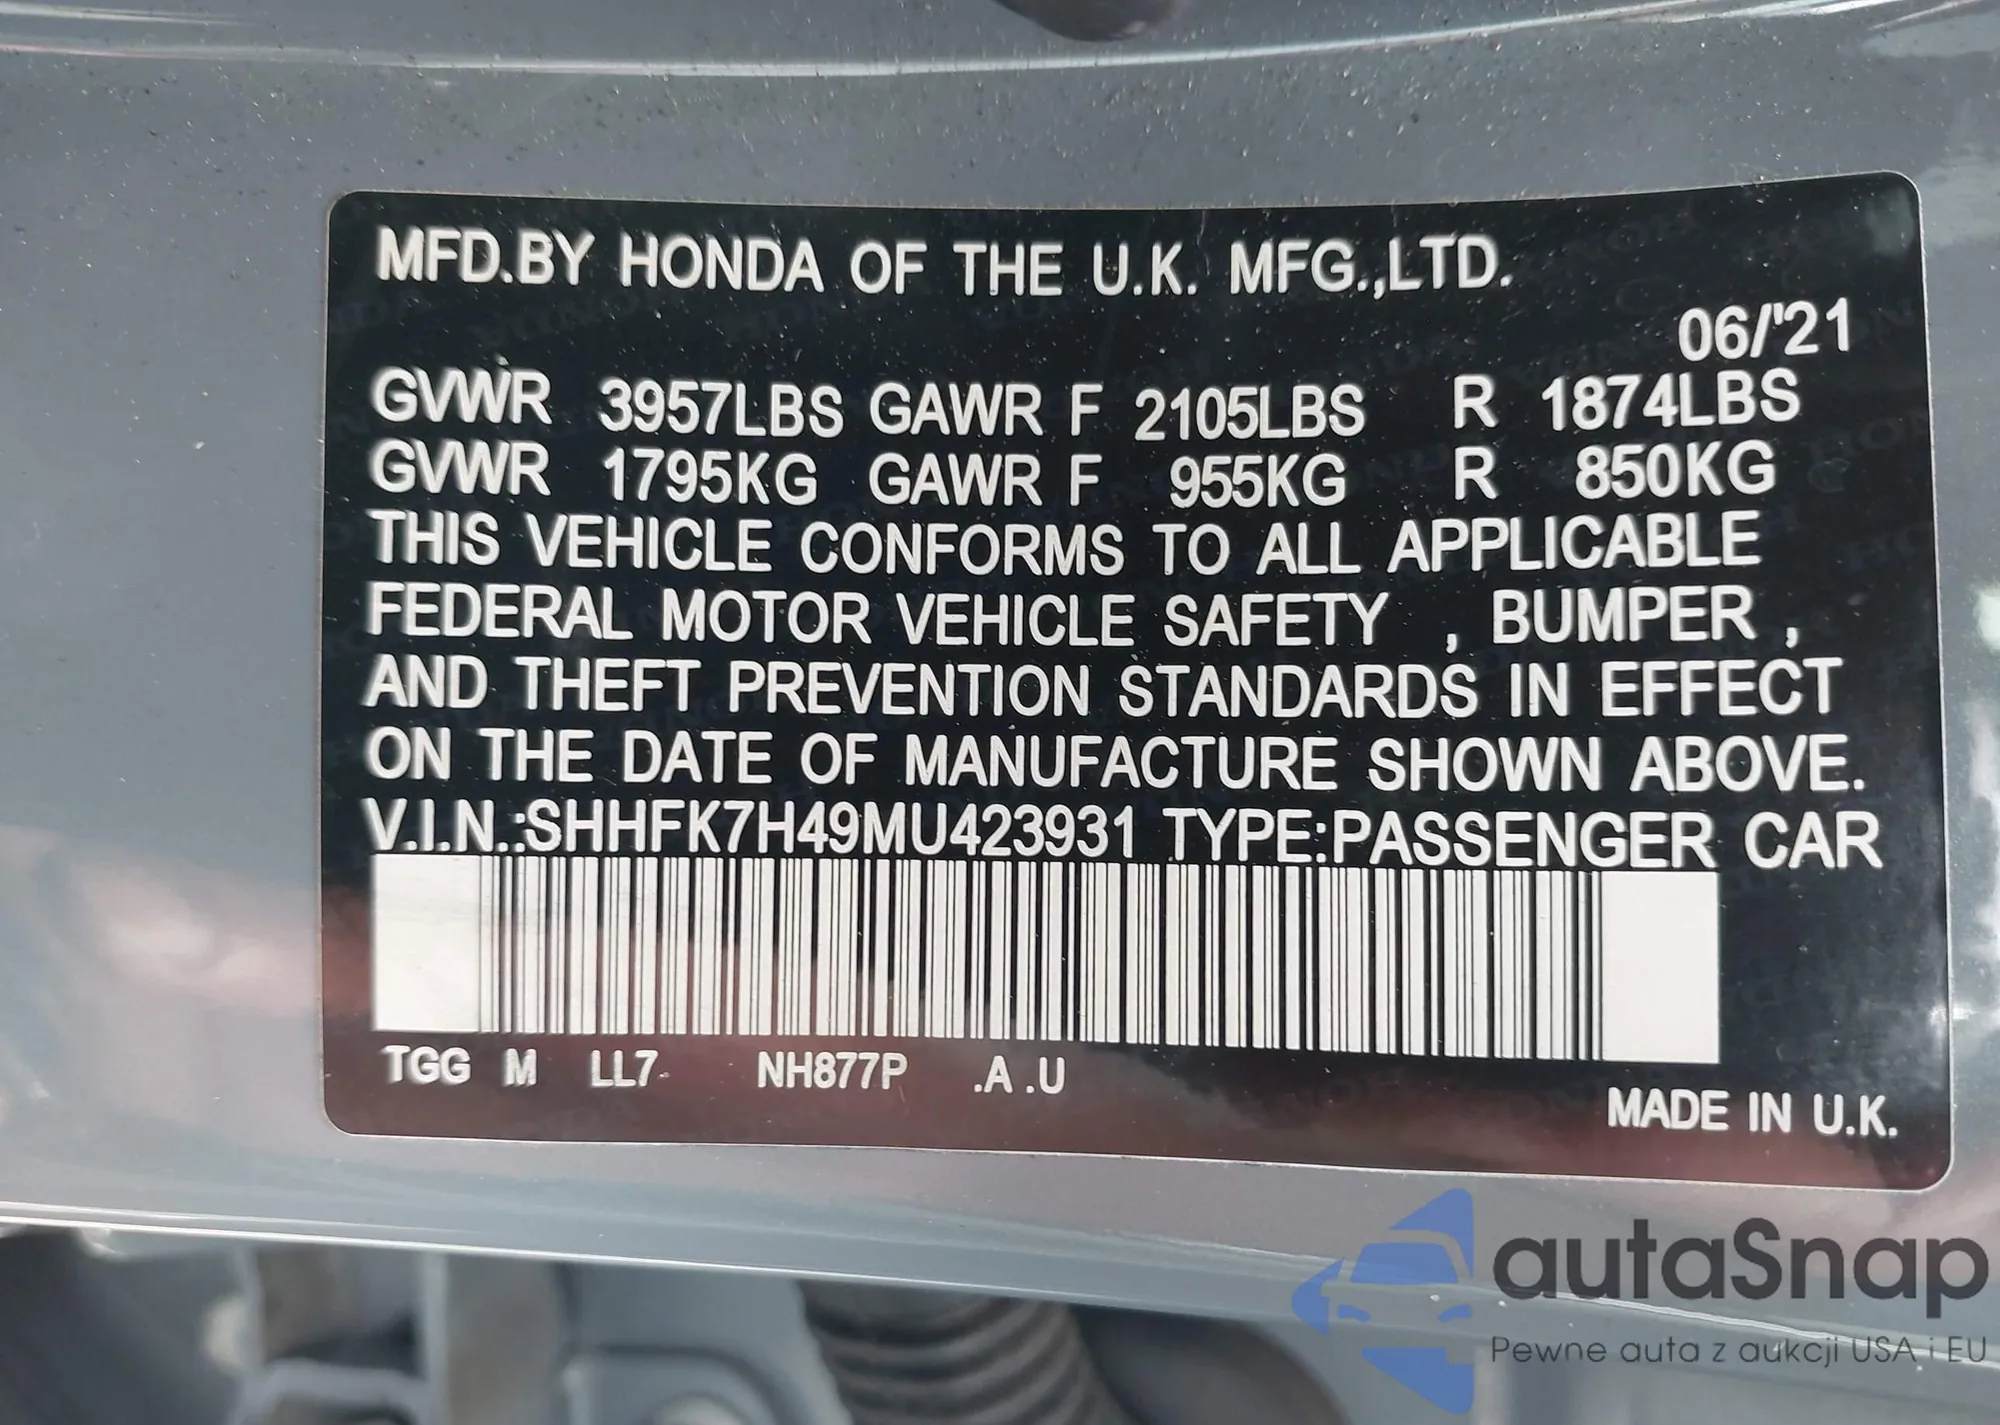 MFD.BY HONDA OF THE U.K. MFG.,LTD.
06/'21
GVWR 3957LBS GAWR F 2105LBS R 1874LBS
GVWR 1795KG GAWR F 955KG R 850KG
THIS VEHICLE CONFORMS TO ALL APPLICABLE
FEDERAL MOTOR VEHICLE SAFETY , BUMPER ,
AND THEFT PREVENTION STANDARDS IN EFFECT
ON THE DATE OF MANUFACTURE SHOWN ABOVE.
V.I.N.:SHHFK7H49MU423931 TYPE:PASSENGER CAR
TGG M LL7 NH877P .A .U
MADE IN U.K.
autaSnap
Pewne auta z aukcji USA i EU